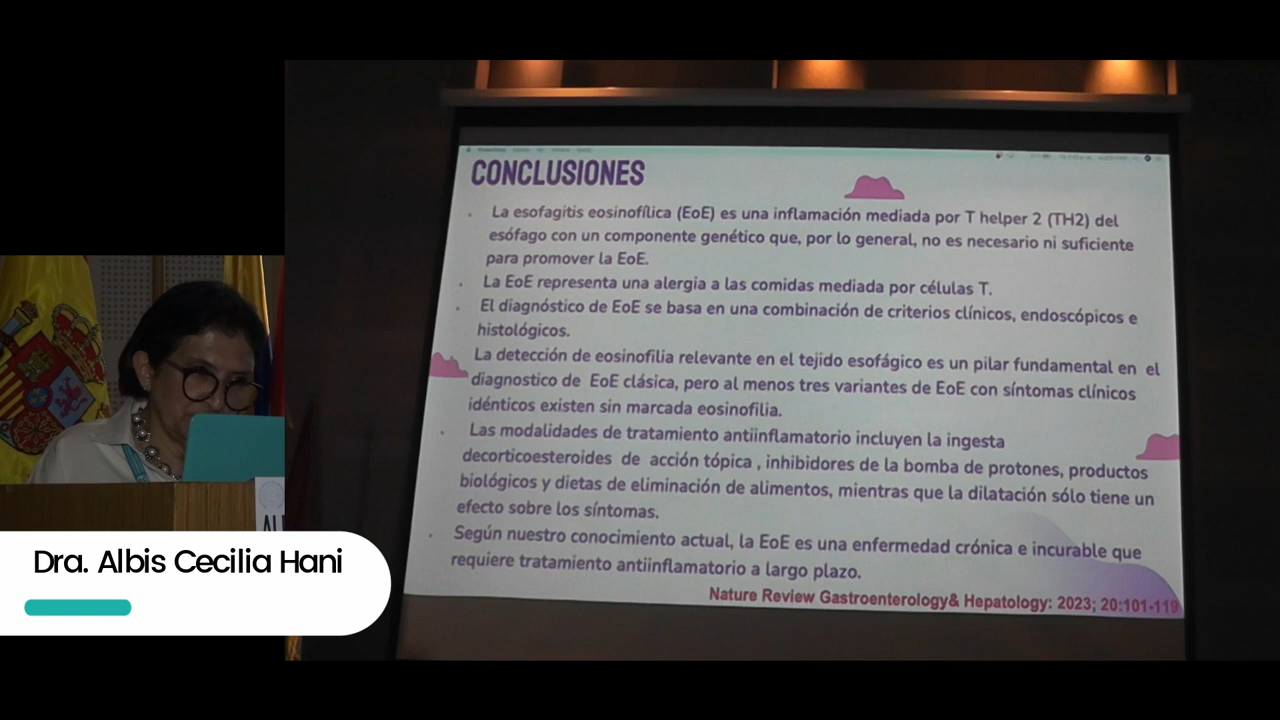 CONCLUSIONES
La esofagitis eosinofílica (EoE) es una inflamación mediada por T helper 2 (TH2) del
esófago con un componente genético que, por lo general, no es necesario ni suficiente
para promover la EoE.
La EoE representa una alergia a las comidas mediada por células T.
El diagnóstico de EoE se basa en una combinación de criterios clínicos, endoscópicos e
histológicos.
La detección de eosinofilia relevante en el tejido esofágico es un pilar fundamental en el
diagnostico de EoE clásica, pero al menos tres variantes de EoE con síntomas clínicos
idénticos existen sin marcada eosinofilia.
Las modalidades de tratamiento antiinflamatorio incluyen la ingesta
decorticoesteroides de acción tópica , inhibidores de la bomba de protones, productos
biológicos y dietas de eliminación de alimentos, mientras que la dilatación sólo tiene un
efecto sobre los síntomas.
Según nuestro conocimiento actual, la EoE es una enfermedad crónica e incurable que
requiere tratamiento antiinflamatorio a largo plazo.
Nature Review Gastroenterology& Hepatology: 2023; 20:101-119
Dra. Albis Cecilia Hani